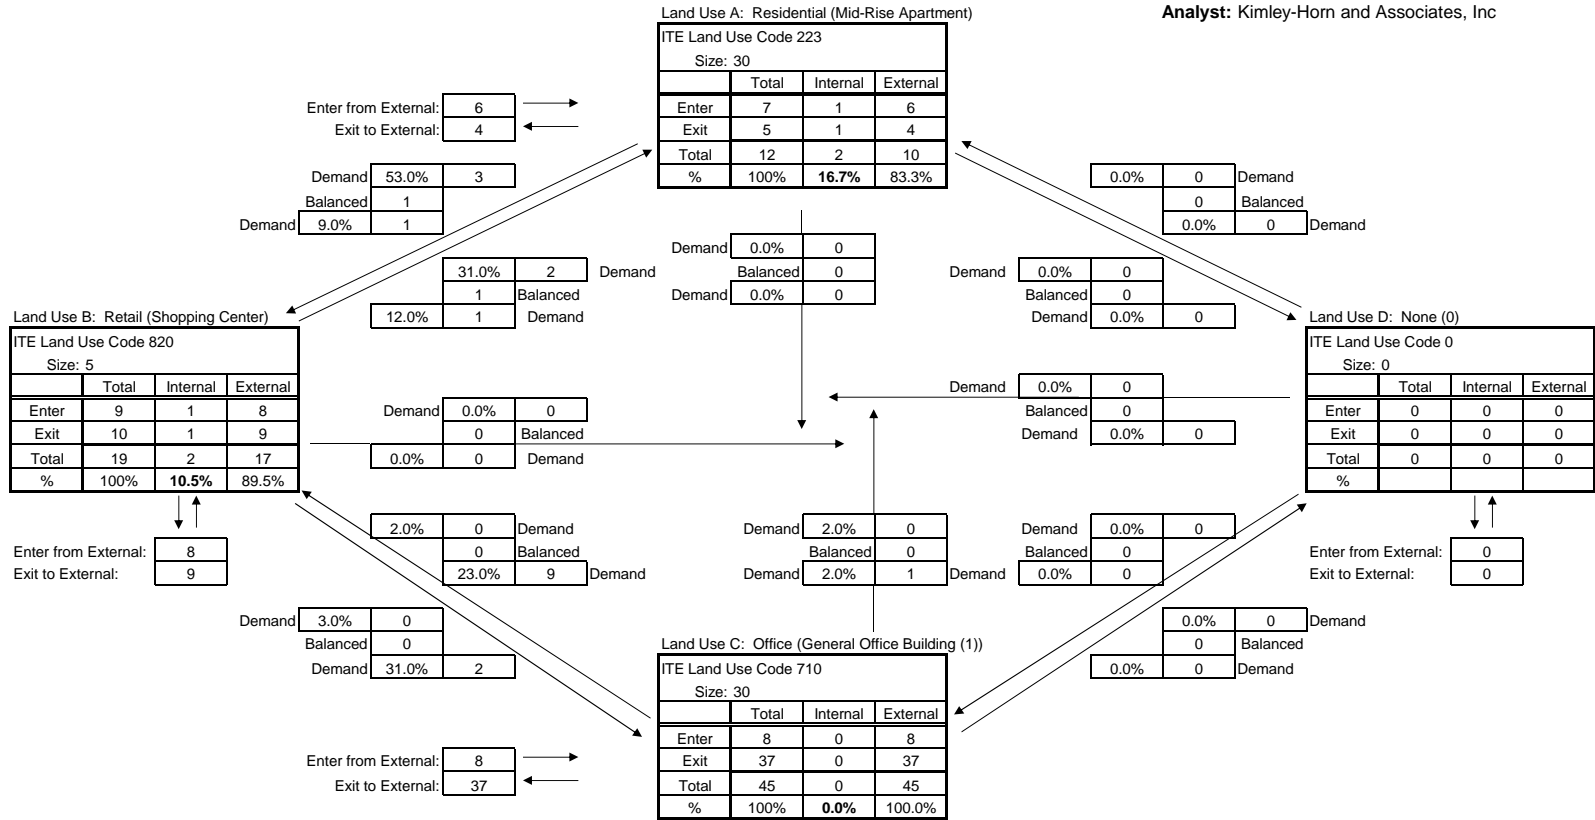 Land Use A: Residential (Mid-Rise Apartment)
Analyst: Kimley-Horn and Associates, Inc
ITE Land Use Code 223
Size: 30
Total Internal External
Enter 7 1 6
Exit 5 1 4
Total 12 2 10
% 100% 16.7% 83.3%
Enter from External: 6
Exit to External: 4
Demand 53.0% 3
Balanced 1
Demand 9.0% 1
0.0% 0 Demand
0 Balanced
0.0% 0 Demand
31.0% 2 Demand
1 Balanced
12.0% 1 Demand
Demand 0.0% 0
Balanced 0
Demand 0.0% 0
Demand 0.0% 0
Balanced 0
Demand 0.0% 0
Land Use B: Retail (Shopping Center)
ITE Land Use Code 820
Size: 5
Total Internal External
Enter 9 1 8
Exit 10 1 9
Total 19 2 17
% 100% 10.5% 89.5%
Enter from External: 8
Exit to External: 9
Demand 0.0% 0
0 Balanced
0.0% 0 Demand
Demand 0.0% 0
Balanced 0
Demand 0.0% 0
Land Use D: None (0)
ITE Land Use Code 0
Size: 0
Total Internal External
Enter 0 0 0
Exit 0 0 0
Total 0 0 0
%
Enter from External: 0
Exit to External: 0
2.0% 0 Demand
0 Balanced
23.0% 9 Demand
Demand 2.0% 0
Balanced 0
Demand 2.0% 1 Demand
Demand 0.0% 0
Balanced 0
0.0% 0
Demand 3.0% 0
Balanced 0
Demand 31.0% 2
0.0% 0 Demand
0 Balanced
0.0% 0 Demand
Land Use C: Office (General Office Building (1))
ITE Land Use Code 710
Size: 30
Total Internal External
Enter 8 0 8
Exit 37 0 37
Total 45 0 45
% 100% 0.0% 100.0%
Enter from External: 8
Exit to External: 37